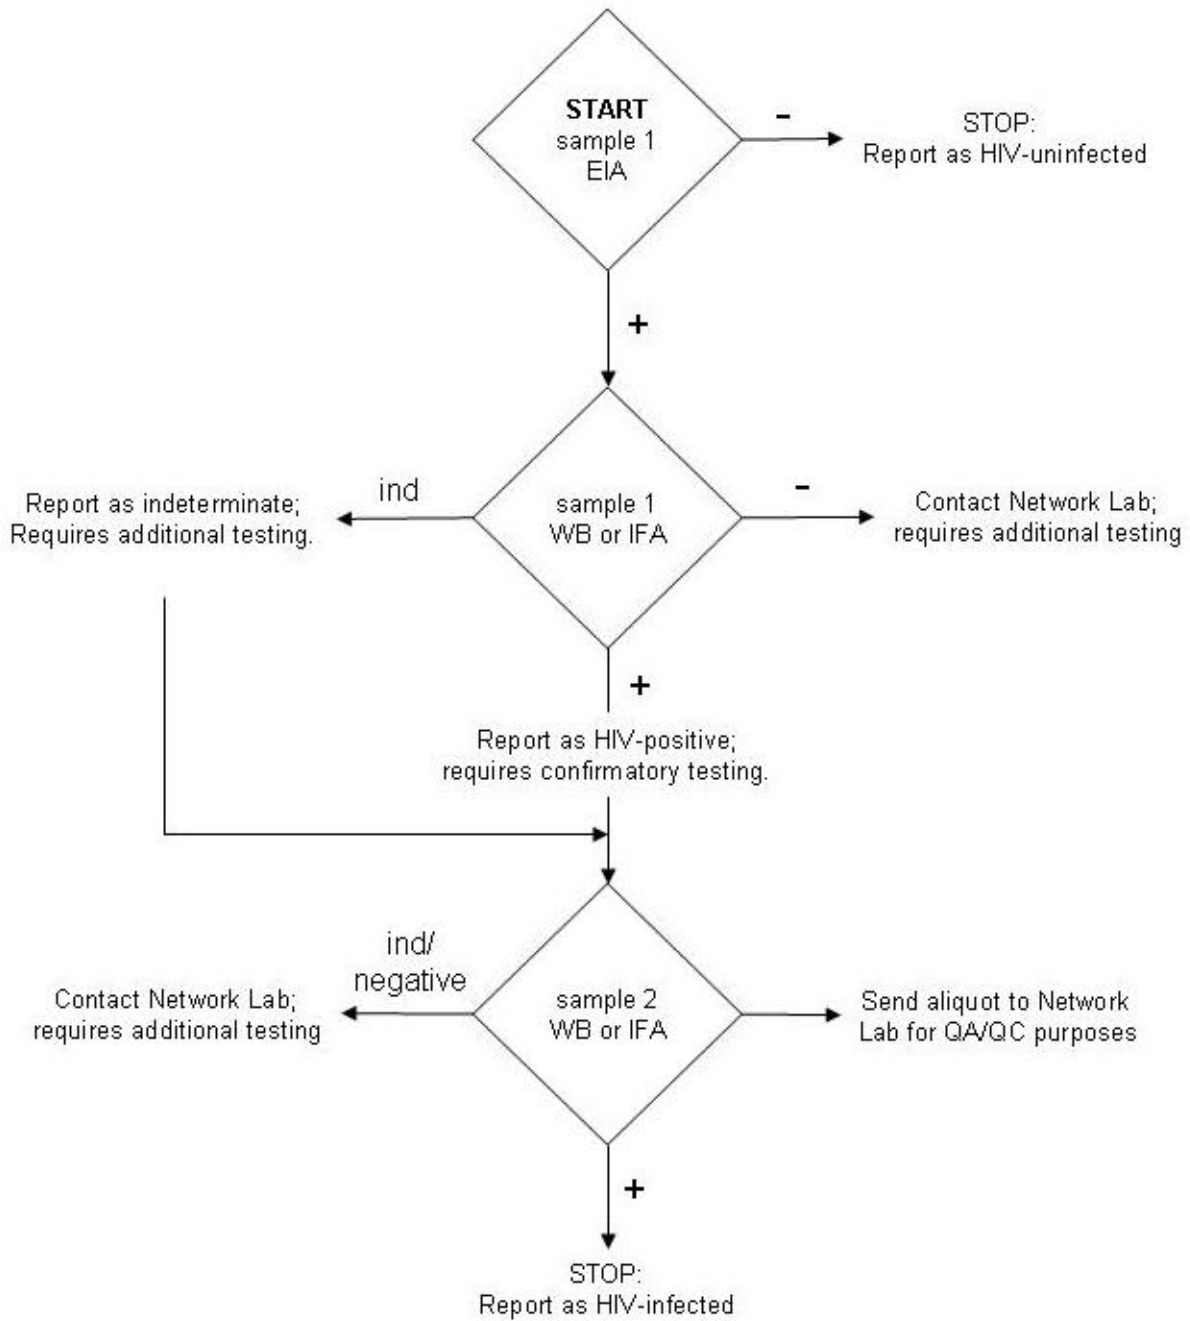 START
sample 1
EIA
-
STOP:
Report as HIV-uninfected
+
Report as indeterminate;
Requires additional testing.
ind
sample 1
WB or IFA
-
Contact Network Lab;
requires additional testing
+
Report as HIV-positive;
requires confirmatory testing.
ind/
negative
Contact Network Lab;
requires additional testing
sample 2
WB or IFA
Send aliquot to Network
Lab for QA/QC purposes
+
STOP:
Report as HIV-infected